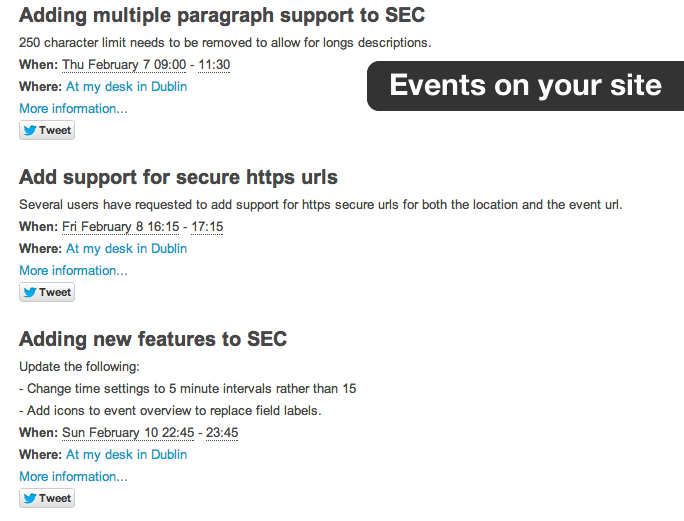 Adding multiple paragraph support to SEC
250 character limit needs to be removed to allow for longs descriptions.
When: Thu February 7 09:00 - 11:30
Where: At my desk in Dublin
Events on your site
More information...
Tweet
Add support for secure https urls
Several users have requested to add support for https secure urls for both the location and the event url.
When: Fri February 8 16:15 - 17:15
Where: At my desk in Dublin
More information...
Tweet
Adding new features to SEC
Update the following:
- Change time settings to 5 minute intervals rather than 15
- Add icons to event overview to replace field labels.
When: Sun February 10 22:45 - 23:45
Where: At my desk in Dublin
More information...
Tweet